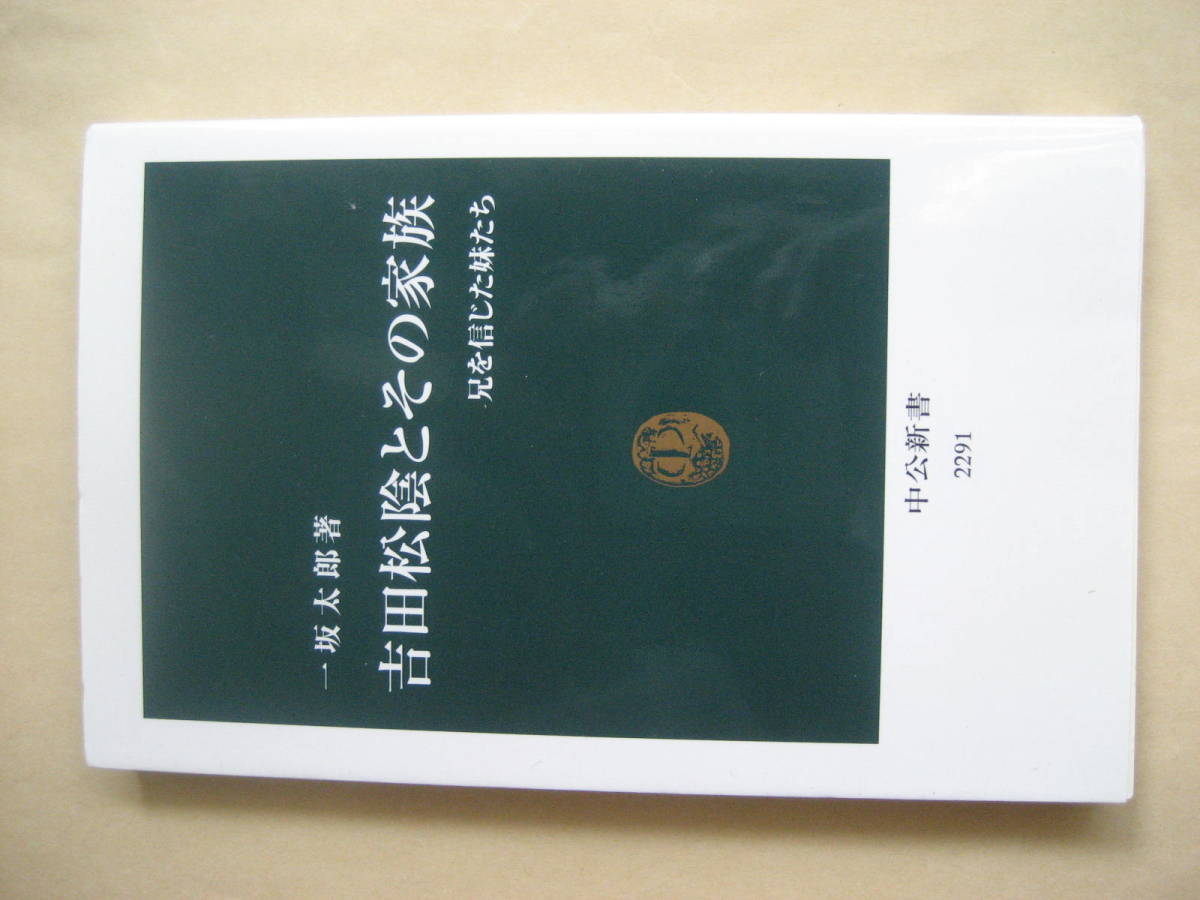 一坂太郎著
吉田松陰とその家族
兄を信じた妹たち
中公新書
2291